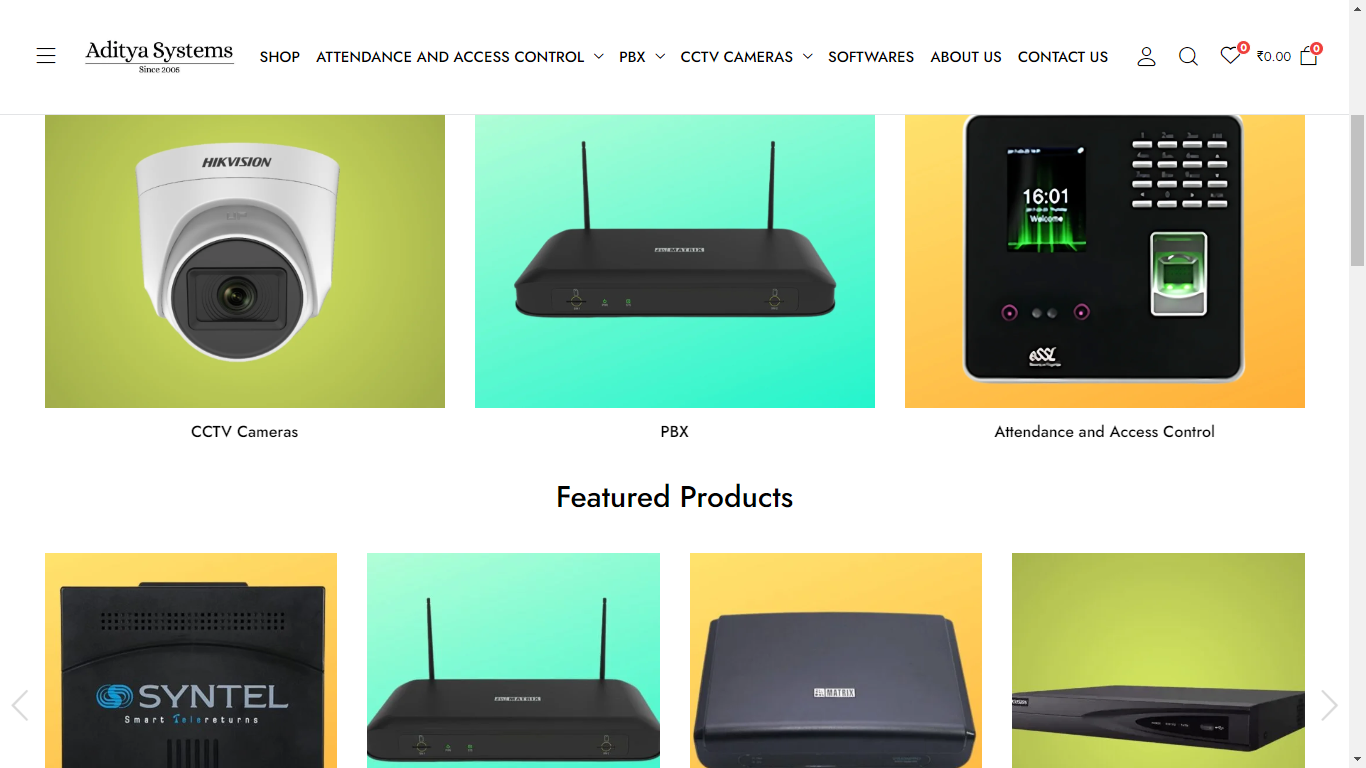 Aditya Systems
Since 2005
SHOP
ATTENDANCE AND ACCESS CONTROL
PBX
CCTV CAMERAS
SOFTWARES
ABOUT US
CONTACT US
0
₹0.00
0
HIKVISION
MATRIX
16:01
Welcome
eSSL
CCTV Cameras
PBX
Attendance and Access Control
Featured Products
SYNTEL
Smart Telereturns
MATRIX
MATRIX